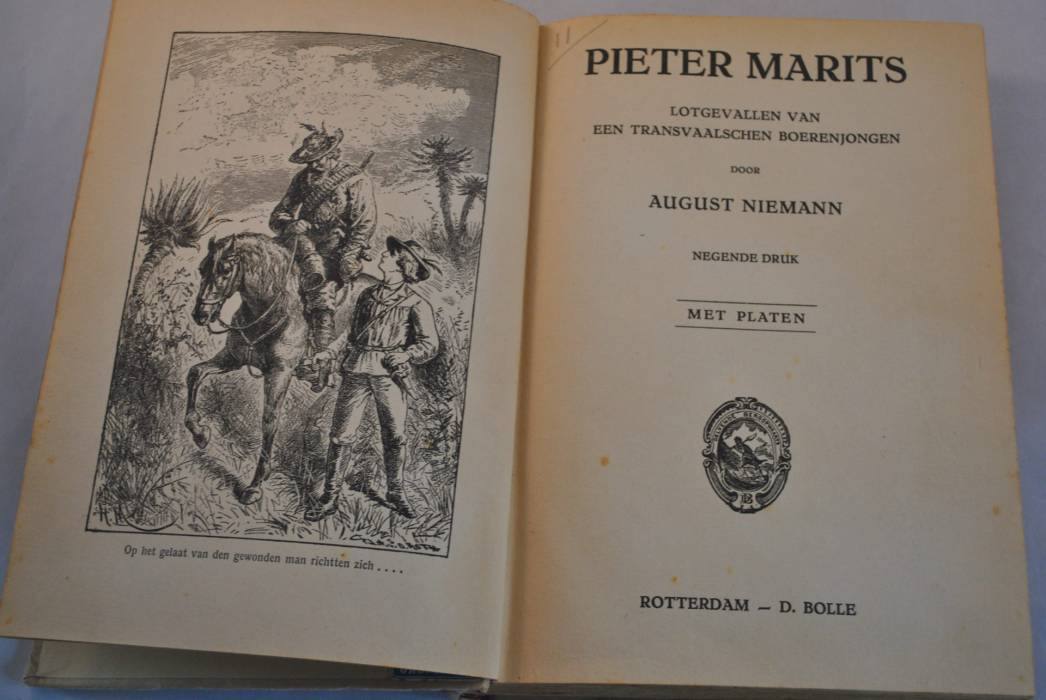 Op het gelaat van den gewonden man richtten zich . . . .
PIETER MARITS
LOTGEVALLEN VAN
EEN TRANSVAALSCHEN BOERENJONGEN
DOOR
AUGUST NIEMANN
NEGENDE DRUK
MET PLATEN
ROTTERDAM — D. BOLLE